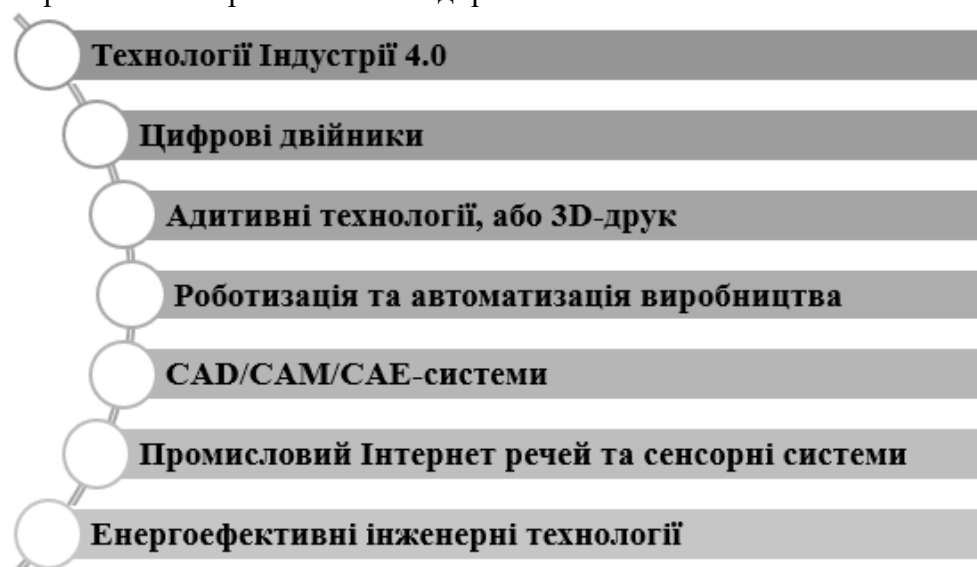 Технології Індустрії 4.0
Цифрові двійники
Адитивні технології, або 3D-друк
Роботизація та автоматизація виробництва
CAD/CAM/CAE-системи
Промисловий Інтернет речей та сенсорні системи
Енергоефективні інженерні технології